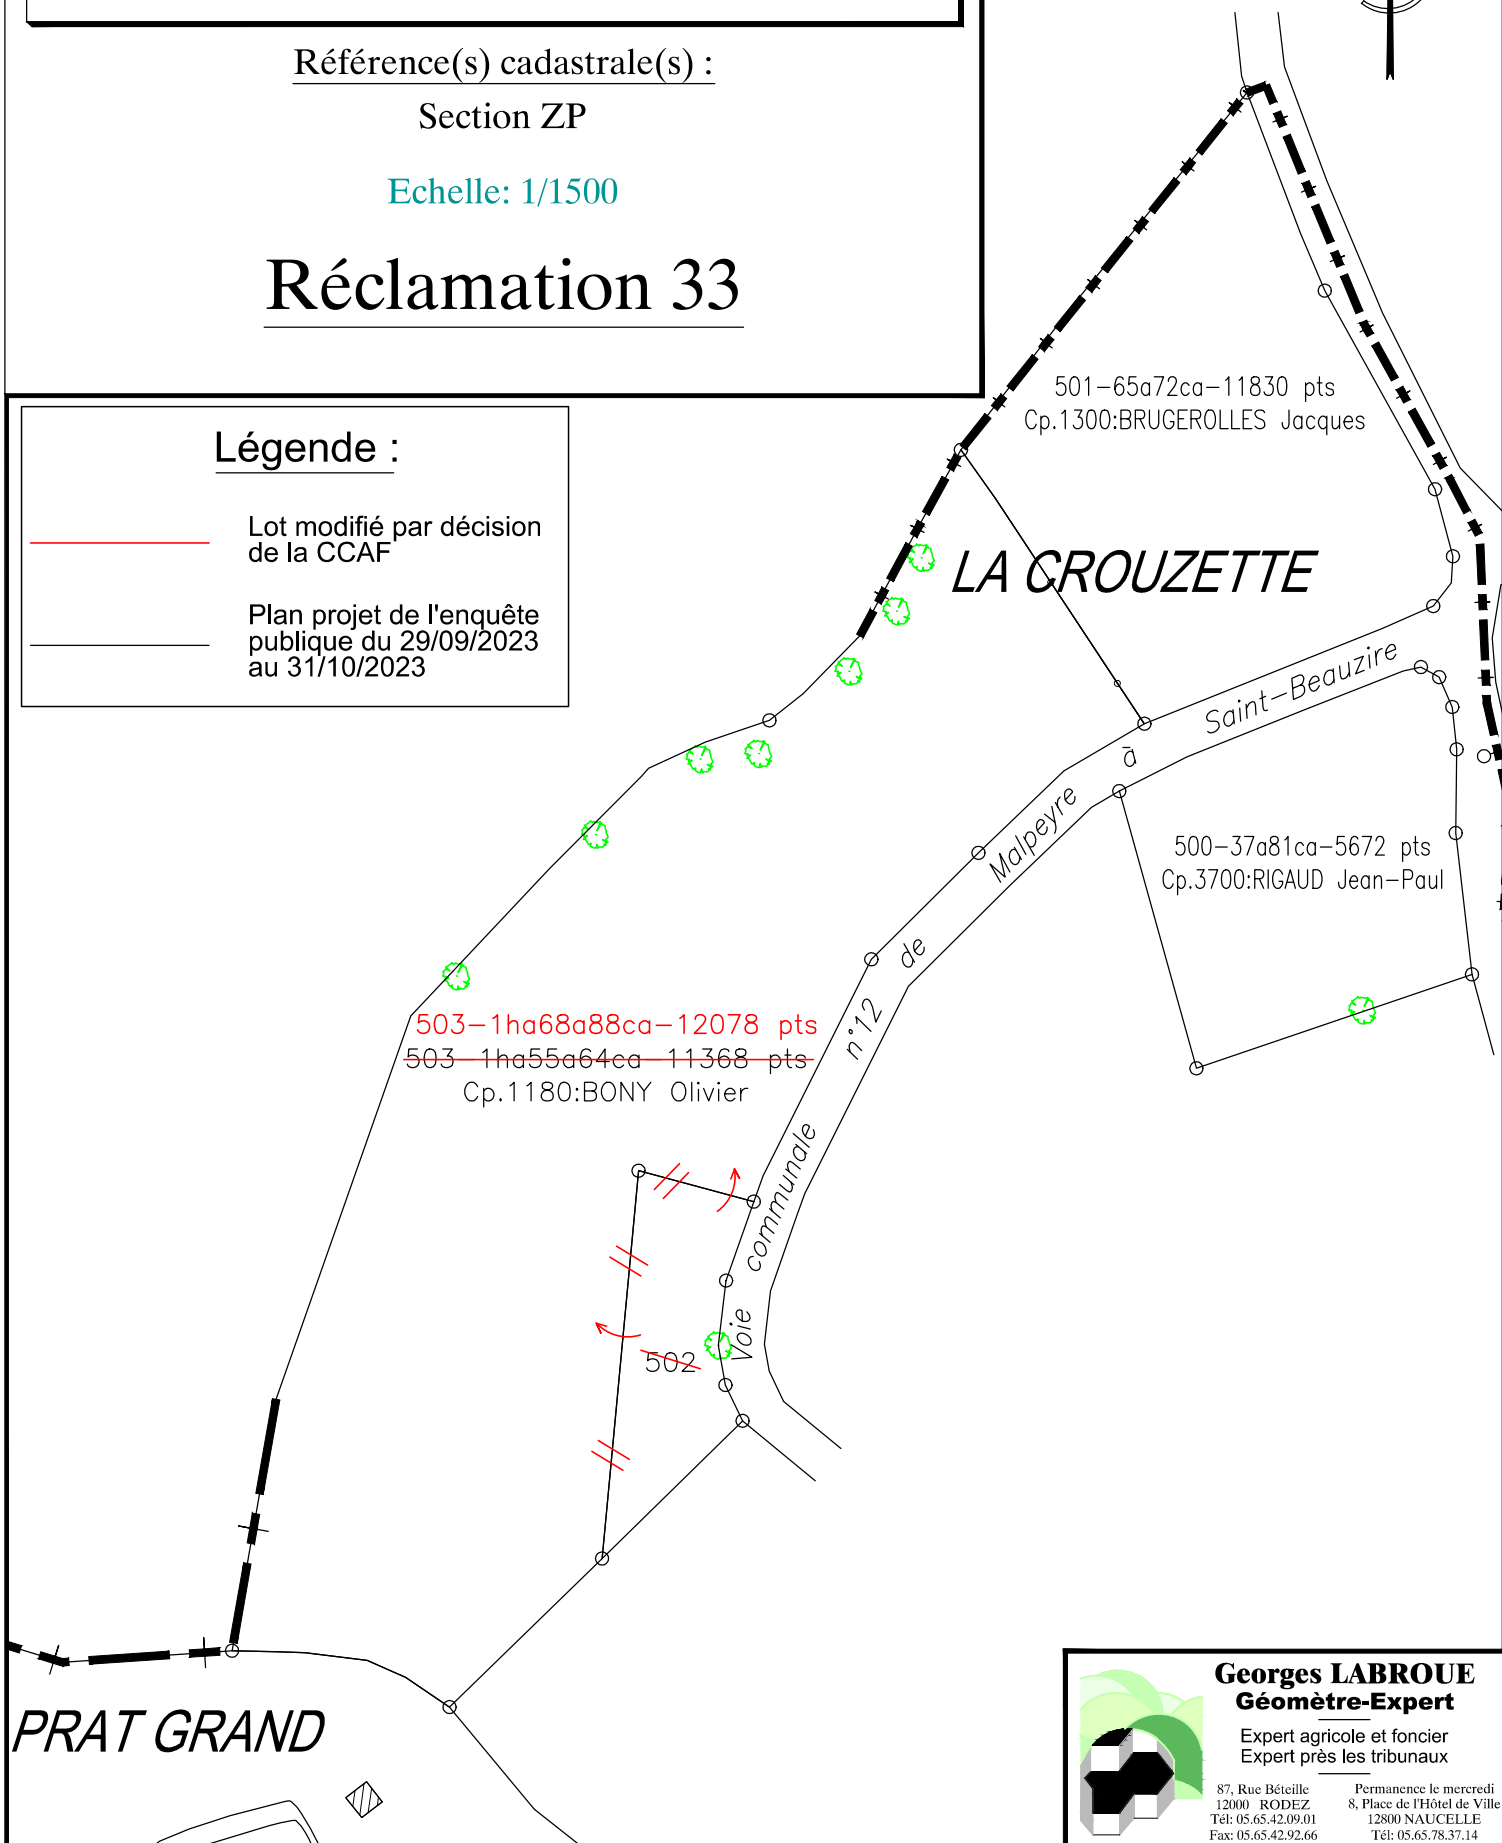 Référence(s) cadastrale(s) :
Section ZP
Echelle: 1/1500
Réclamation 33
Légende :
Lot modifié par décision
de la CCAF
Plan projet de l'enquête
publique du 29/09/2023
au 31/10/2023
501-65a72ca-11830 pts
Cp.1300:BRUGEROLLES Jacques
LA CROUZETTE
Voie communale n°12 de Malpeyre à Saint-Beauzire
500-37a81ca-5672 pts
Cp.3700:RIGAUD Jean-Paul
503-1ha68a88ca-12078 pts
503-1ha55a64ca-11368 pts
Cp.1180:BONY Olivier
502
PRAT GRAND
Georges LABROUE
Géomètre-Expert
Expert agricole et foncier
Expert près les tribunaux
87, Rue Béteille
12000 RODEZ
Tél: 05.65.42.09.01
Fax: 05.65.42.92.66
Permanence le mercredi
8, Place de l'Hôtel de Ville
12800 NAUCELLE
Tél: 05.65.78.37.14